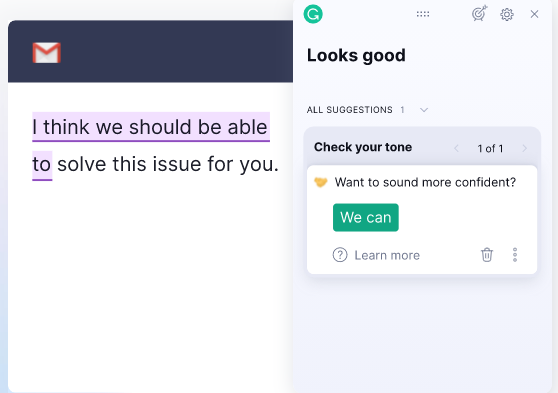 I think we should be able
to solve this issue for you.
Looks good
ALL SUGGESTIONS 1
Check your tone
1 of 1
Want to sound more confident?
We can
Learn more